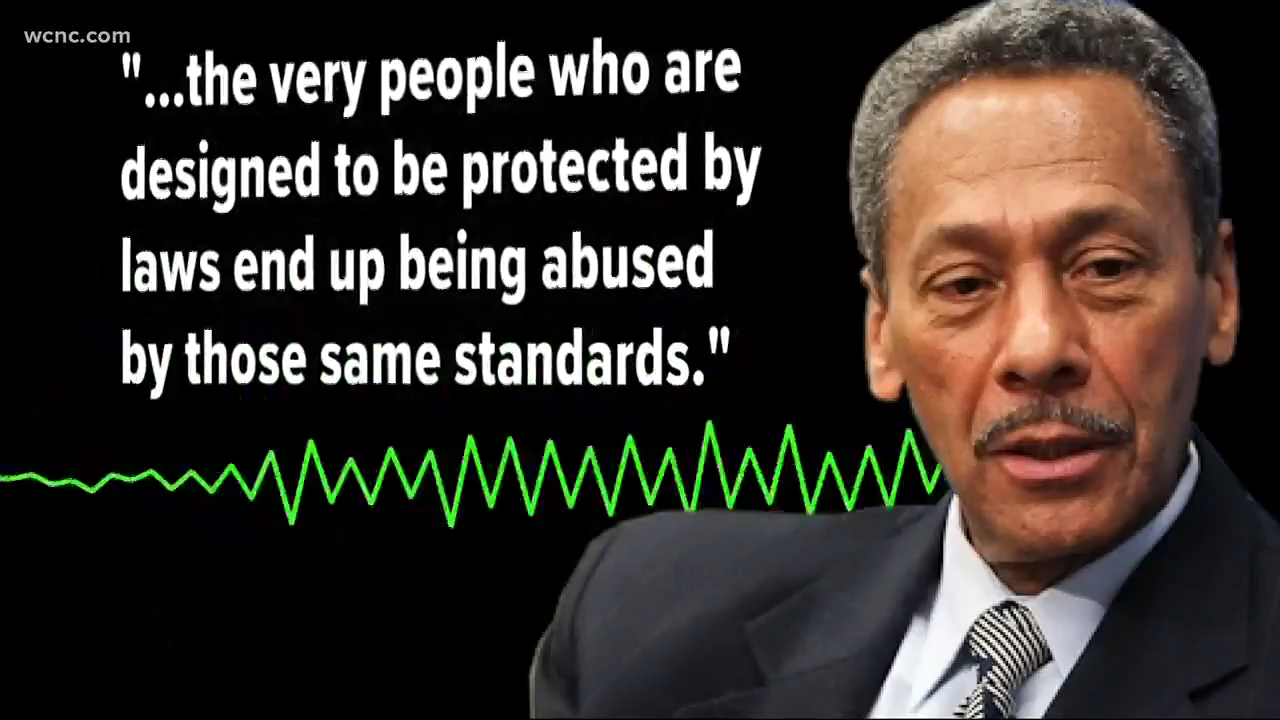 wcnc.com
"...the very people who are
designed to be protected by
laws end up being abused
by those same standards."